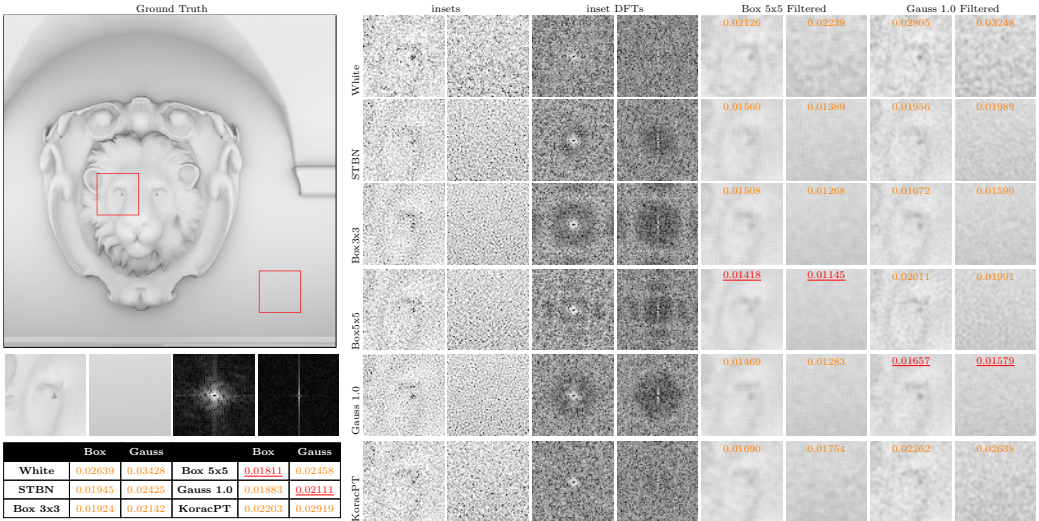 Ground Truth
insets
inset DFTs
Box 5x5 Filtered
Gauss 1.0 Filtered
White
0.02126
0.02239
0.02805
0.03248
STBN
0.01560
0.01389
0.01956
0.01989
Box3x3
0.01508
0.01268
0.01672
0.01590
Box5x5
0.01418
0.01145
0.02011
0.01991
Gauss 1.0
0.01469
0.01283
0.01657
0.01579
KoracPT
0.01690
0.01754
0.02262
0.02638
Box Gauss Box Gauss
White 0.02639 0.03428 Box 5x5 0.01811 0.02458
STBN 0.01945 0.02425 Gauss 1.0 0.01883 0.02111
Box 3x3 0.01924 0.02142 KoracPT 0.02203 0.02919